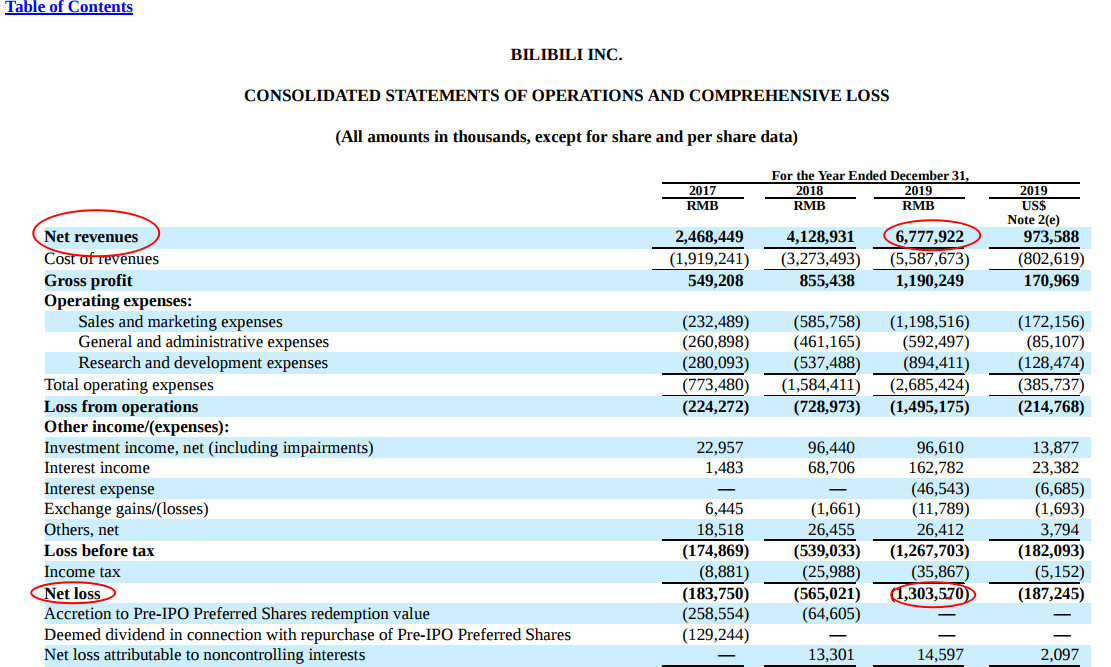 Table of Contents
BILIBILI INC.
CONSOLIDATED STATEMENTS OF OPERATIONS AND COMPREHENSIVE LOSS
(All amounts in thousands, except for share and per share data)
For the Year Ended December 31,
2017 2018 2019 2019
RMB RMB RMB US$
Note 2(e)
Net revenues 2,468,449 4,128,931 6,777,922 973,588
Cost of revenues (1,919,241) (3,273,493) (5,587,673) (802,619)
Gross profit 549,208 855,438 1,190,249 170,969
Operating expenses:
Sales and marketing expenses (232,489) (585,758) (1,198,516) (172,156)
General and administrative expenses (260,898) (461,165) (592,497) (85,107)
Research and development expenses (280,093) (537,488) (894,411) (128,474)
Total operating expenses (773,480) (1,584,411) (2,685,424) (385,737)
Loss from operations (224,272) (728,973) (1,495,175) (214,768)
Other income/(expenses):
Investment income, net (including impairments) 22,957 96,440 96,610 13,877
Interest income 1,483 68,706 162,782 23,382
Interest expense — — (46,543) (6,685)
Exchange gains/(losses) 6,445 (1,661) (11,789) (1,693)
Others, net 18,518 26,455 26,412 3,794
Loss before tax (174,869) (539,033) (1,267,703) (182,093)
Income tax (8,881) (25,988) (35,867) (5,152)
Net loss (183,750) (565,021) (1,303,570) (187,245)
Accretion to Pre-IPO Preferred Shares redemption value (258,554) (64,605) — —
Deemed dividend in connection with repurchase of Pre-IPO Preferred Shares (129,244) — — —
Net loss attributable to noncontrolling interests — 13,301 14,597 2,097